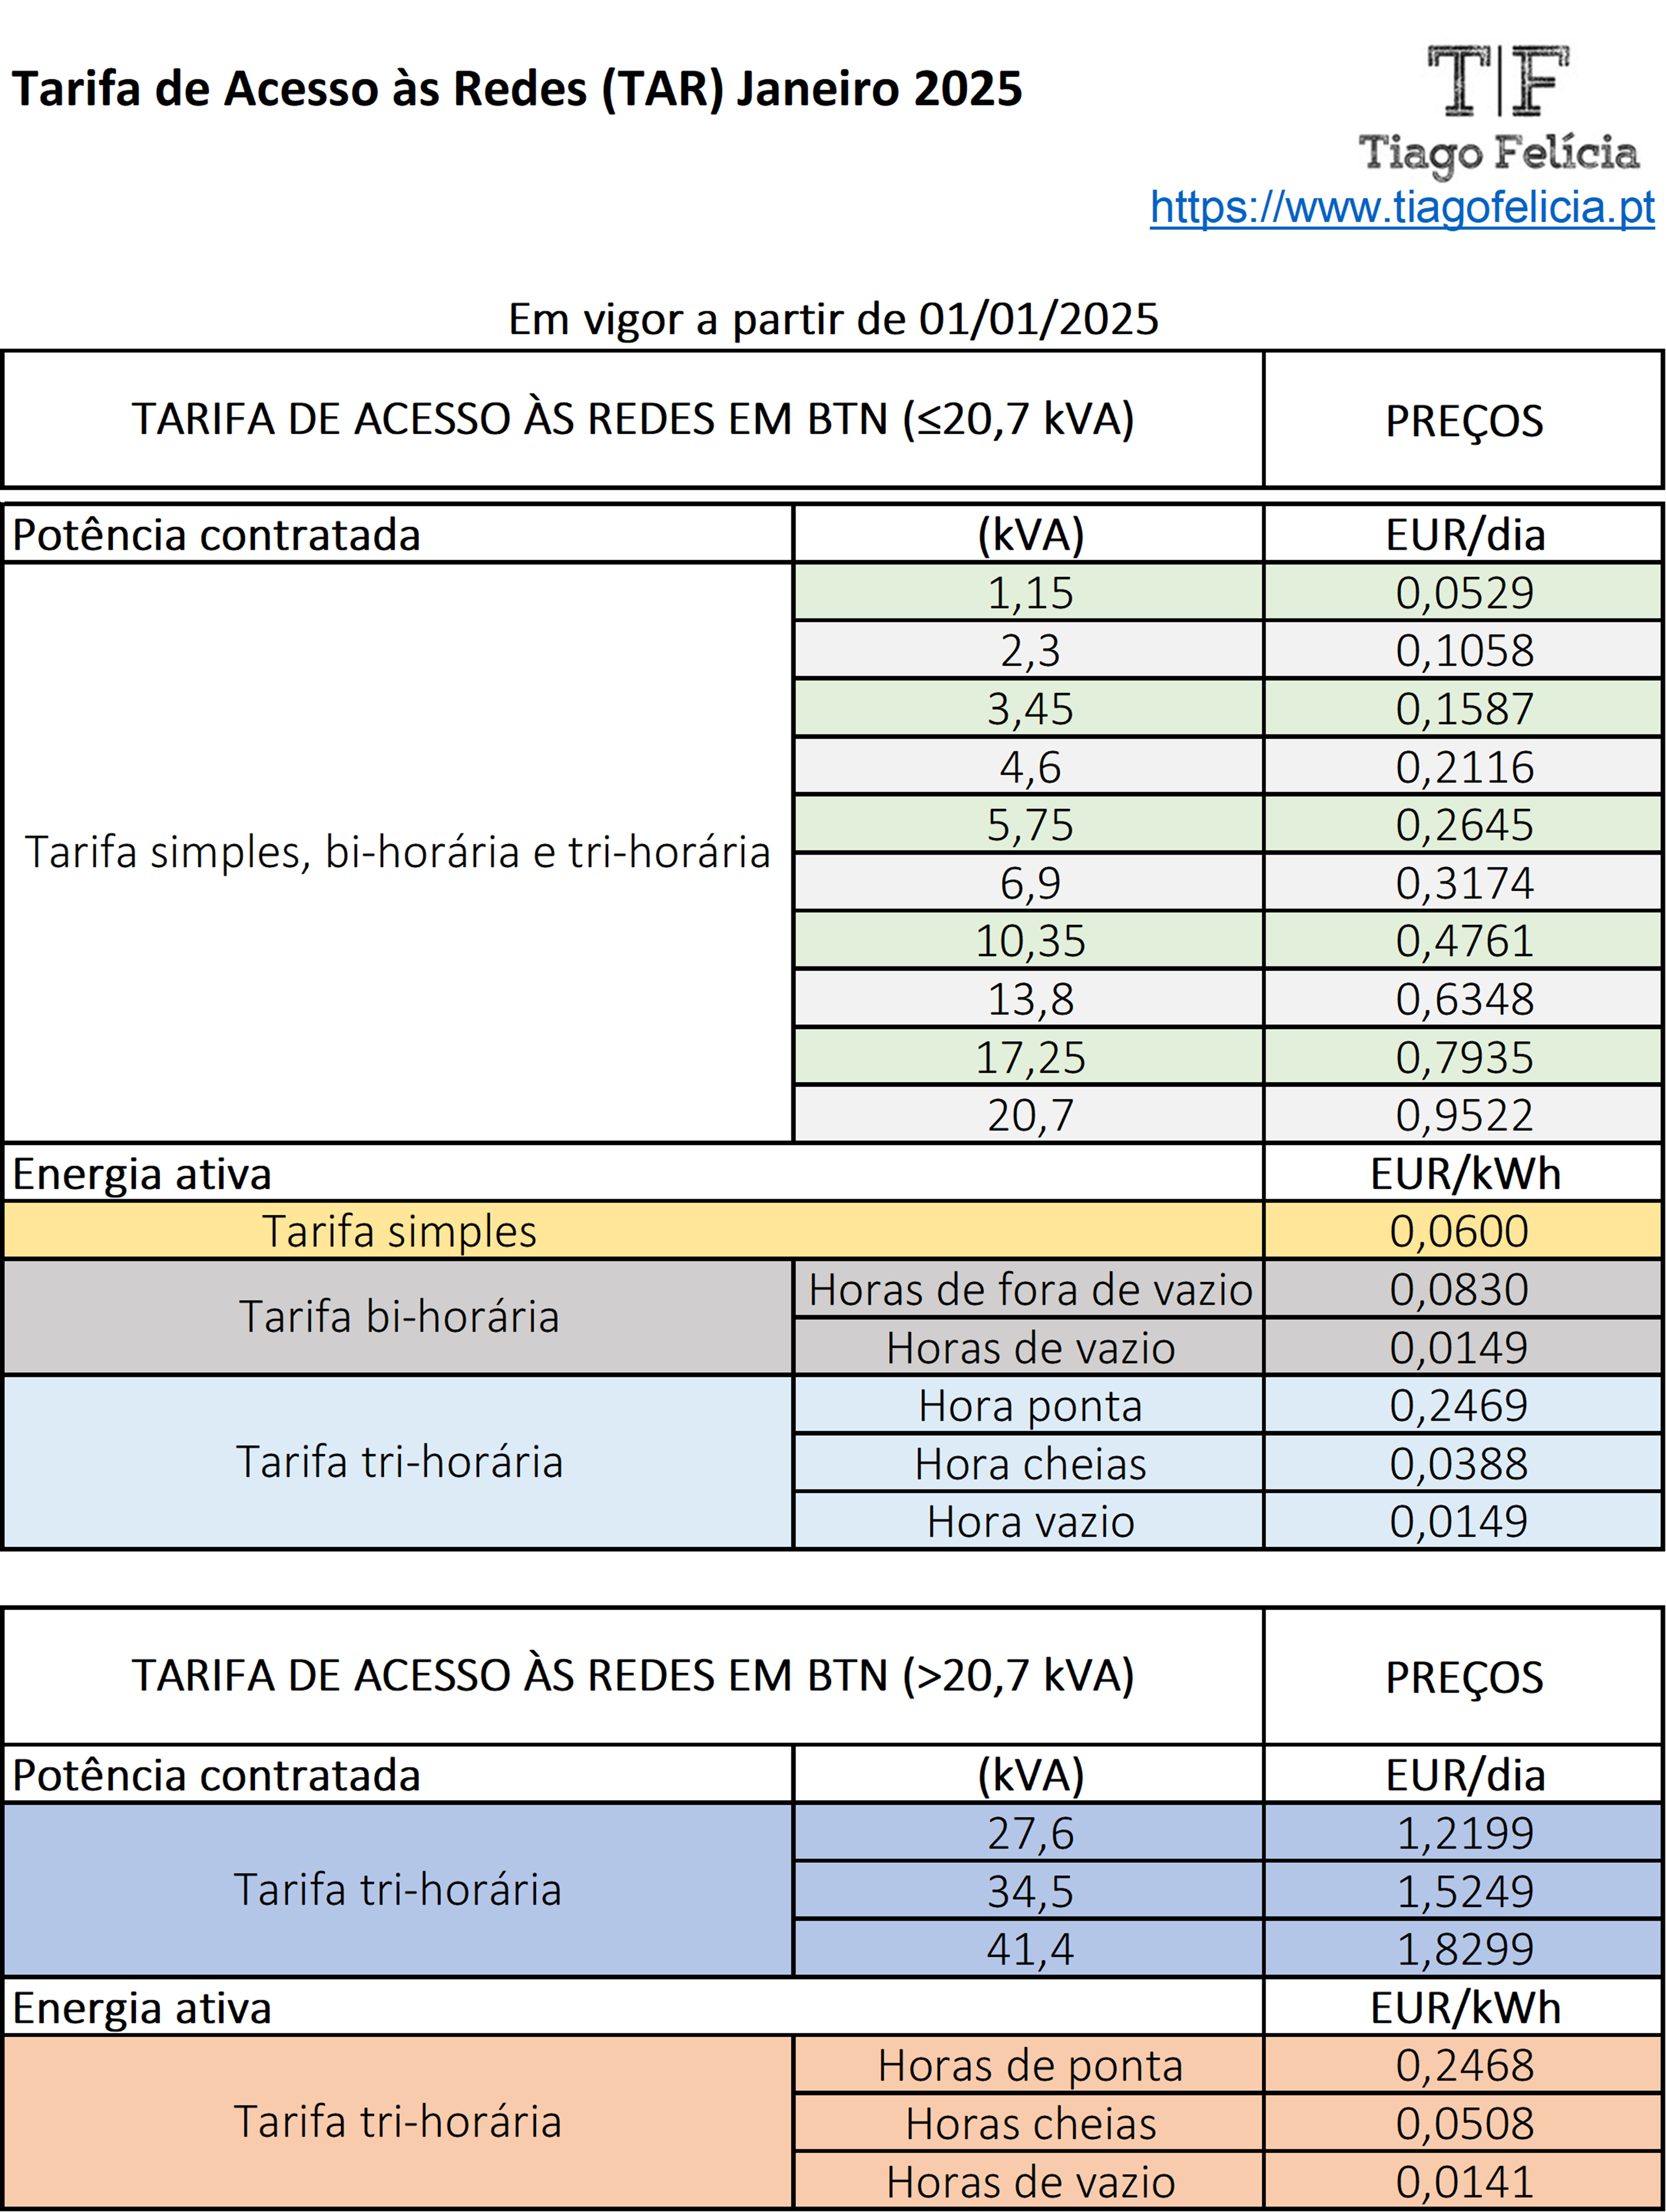 Tarifa de Acesso às Redes (TAR) Janeiro 2025
T|F
Tiago Felícia
https://www.tiagofelicia.pt
Em vigor a partir de 01/01/2025
TARIFA DE ACESSO ÀS REDES EM BTN (≤20,7 kVA) PREÇOS
Potência contratada (kVA) EUR/dia
1,15 0,0529
2,3 0,1058
3,45 0,1587
4,6 0,2116
5,75 0,2645
Tarifa simples, bi-horária e tri-horária
6,9 0,3174
10,35 0,4761
13,8 0,6348
17,25 0,7935
20,7 0,9522
Energia ativa EUR/kWh
Tarifa simples 0,0600
Tarifa bi-horária
Horas de fora de vazio 0,0830
Horas de vazio 0,0149
Tarifa tri-horária
Hora ponta 0,2469
Hora cheias 0,0388
Hora vazio 0,0149
TARIFA DE ACESSO ÀS REDES EM BTN (>20,7 kVA) PREÇOS
Potência contratada (kVA) EUR/dia
Tarifa tri-horária
27,6 1,2199
34,5 1,5249
41,4 1,8299
Energia ativa EUR/kWh
Tarifa tri-horária
Horas de ponta 0,2468
Horas cheias 0,0508
Horas de vazio 0,0141